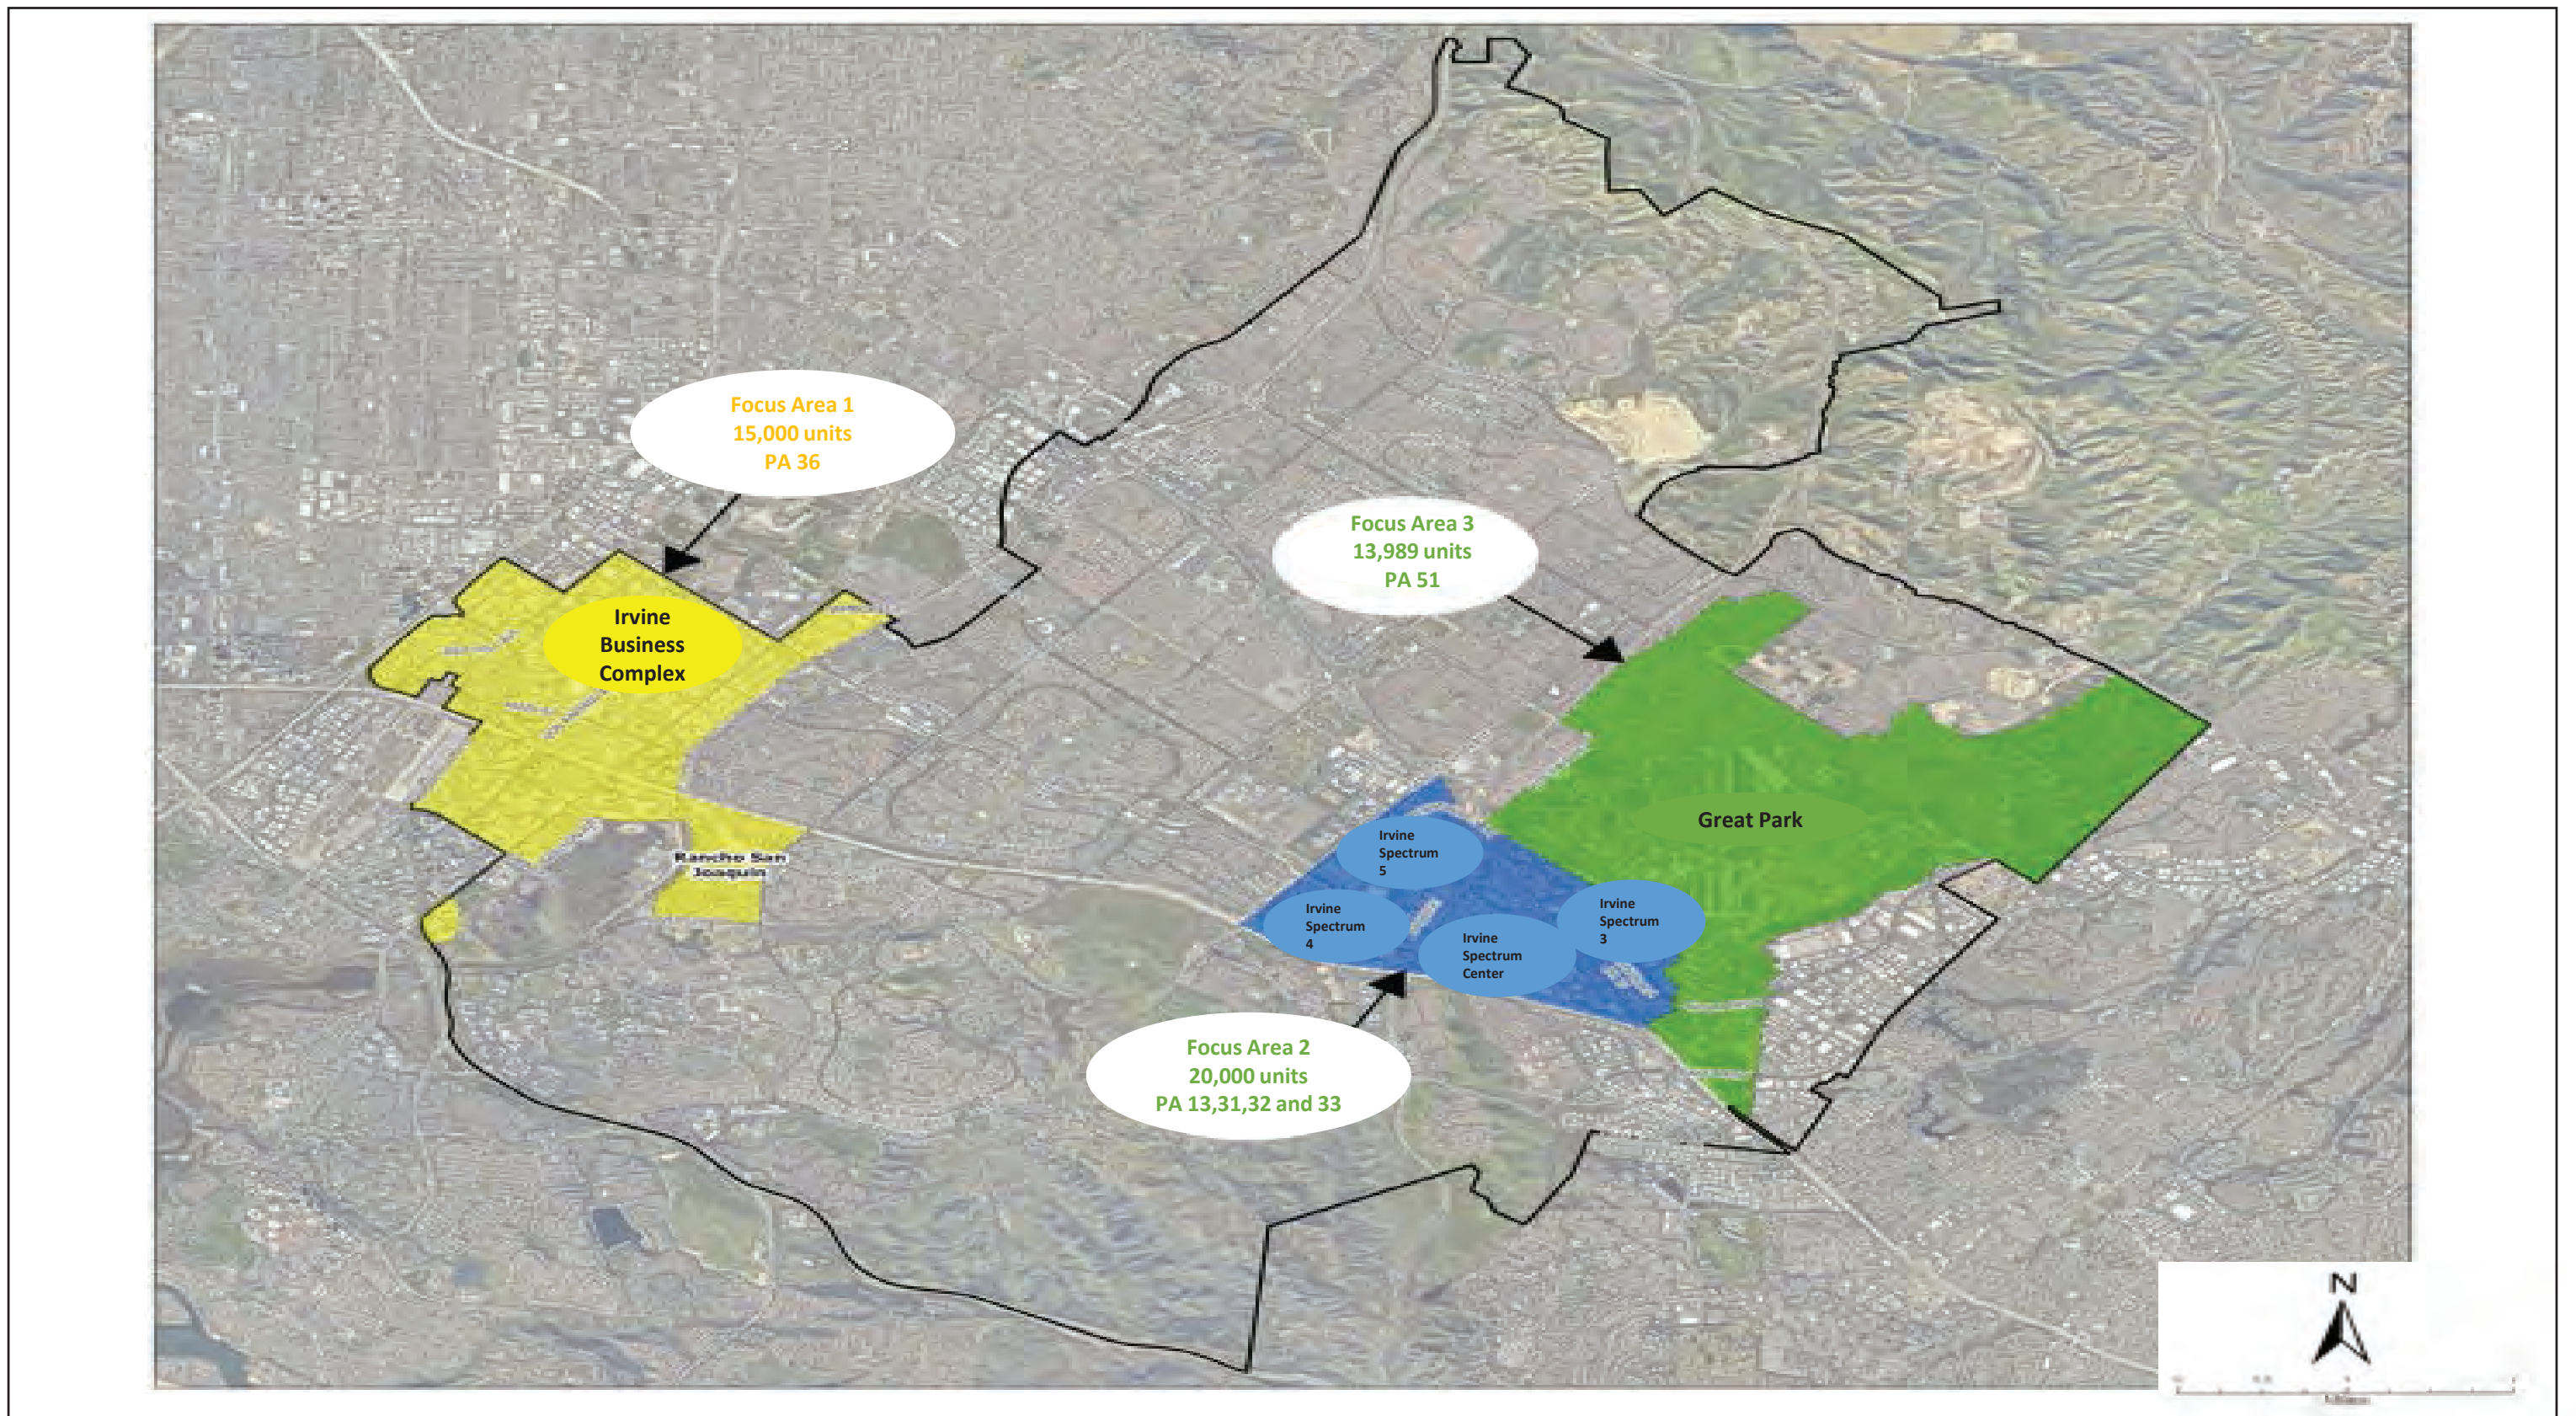 Focus Area 1
15,000 units
PA 36
Focus Area 3
13,989 units
PA 51
Irvine
Business
Complex
Rancho San
Joaquin
Great Park
Irvine
Spectrum
5
Irvine
Spectrum
4
Irvine
Spectrum
3
Irvine
Spectrum
Center
Focus Area 2
20,000 units
PA 13,31,32 and 33
N
Miles